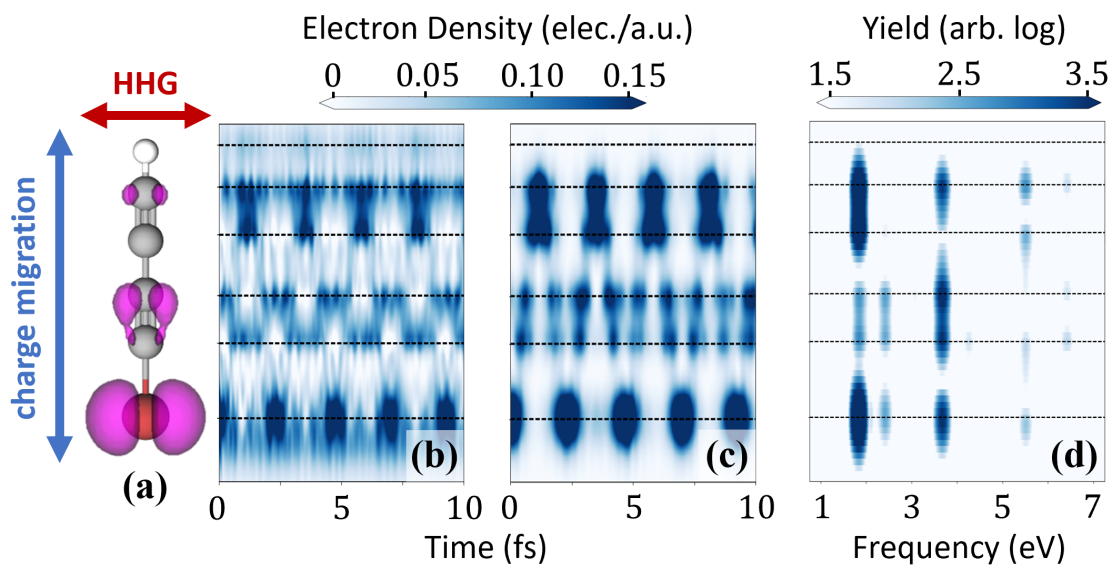 Electron Density (elec./a.u.)
0 0.05 0.10 0.15
Yield (arb. log)
1.5 2.5 3.5
HHG
charge migration
(a)
(b)
(c)
(d)
0 5 10
0 5 10
Time (fs)
1 3 5 7
Frequency (eV)